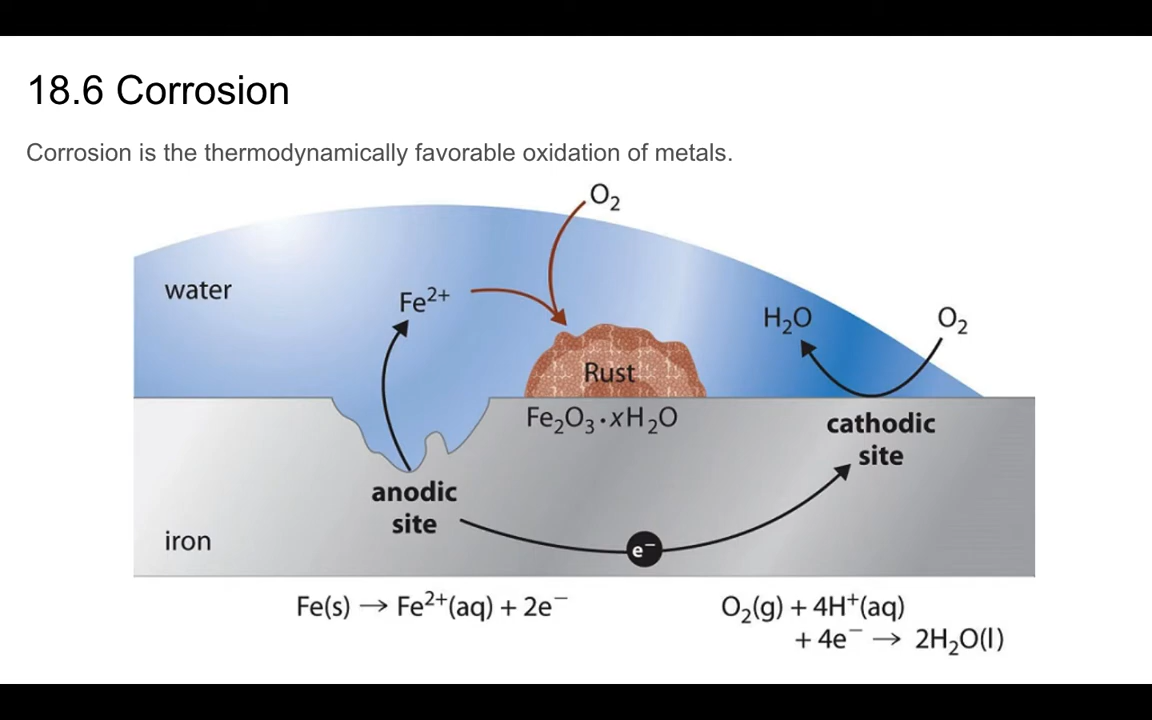 18.6 Corrosion
Corrosion is the thermodynamically favorable oxidation of metals.
O₂
water
Fe²⁺
H₂O
O₂
Rust
Fe₂O₃·xH₂O
cathodic
site
anodic
site
iron
e⁻
Fe(s) → Fe²⁺(aq) + 2e⁻
O₂(g) + 4H⁺(aq)
+ 4e⁻ → 2H₂O(l)